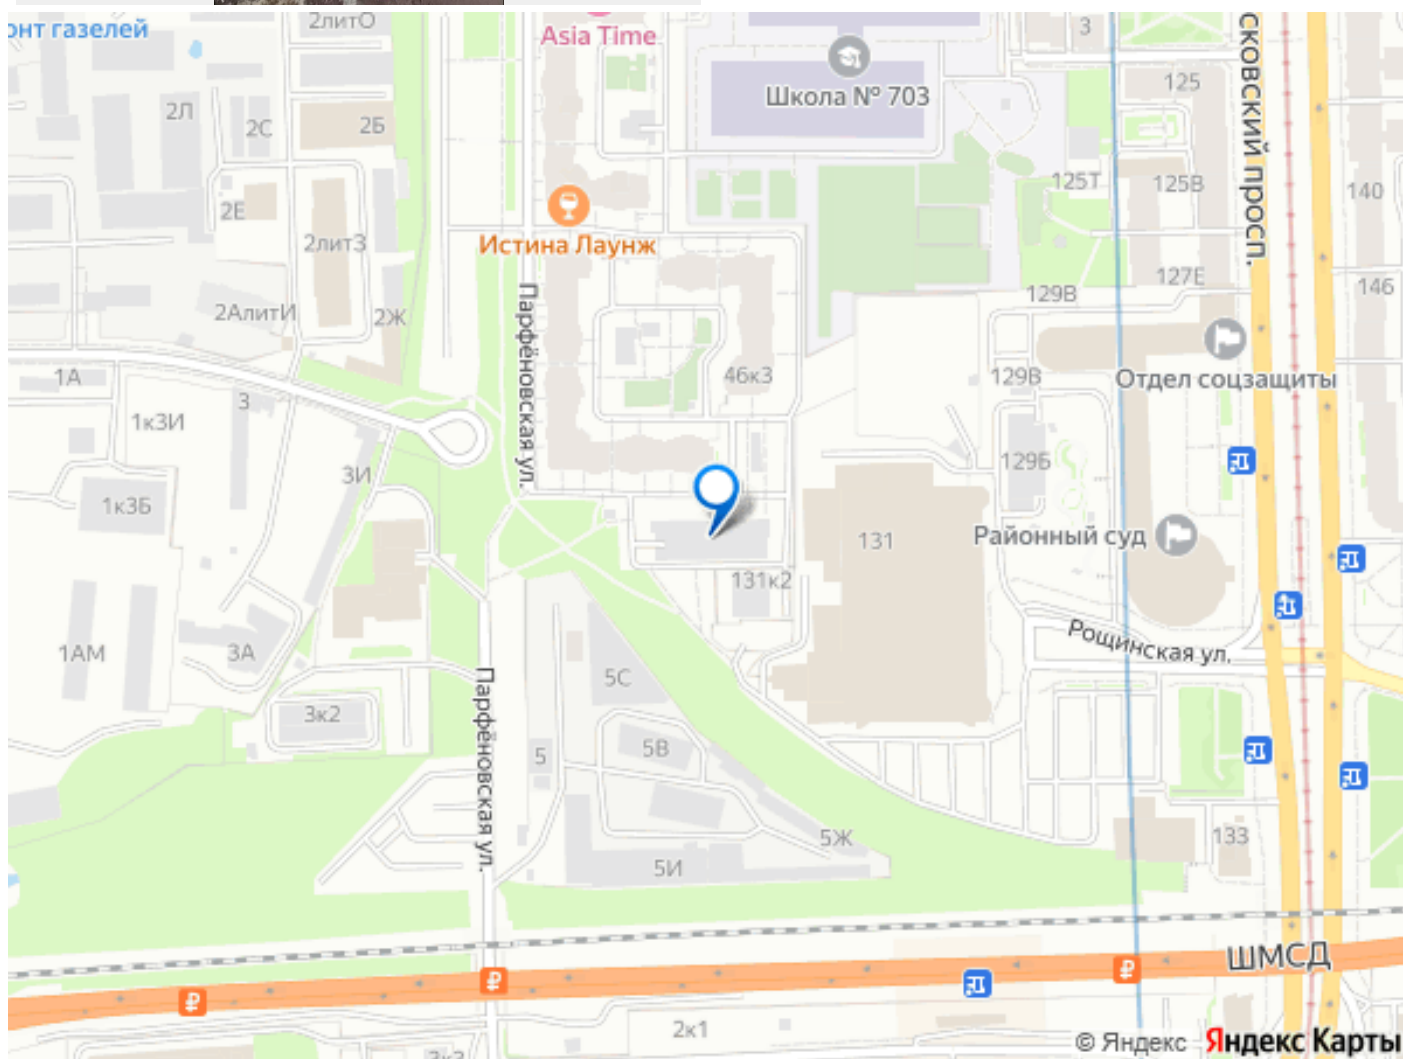 2литО
онт газелей
Asia Time
3
Школа № 703
125
2Л
2С
2Б
сковский просп.
125Т
125В
140
2Е
2лит3
Истина Лаунж
127Е
146
129В
2АлитИ
2Ж
Парфёновская ул.
1А
3
46к3
129В
Отдел соцзащиты
1к3И
3И
129Б
1к3Б
131
Районный суд
131к2
Рощинская ул.
1АМ
3А
5С
3к2
Парфёновская ул.
5
5В
5Ж
5И
133
ШМСД
2к1
© Яндекс Яндекс Карты